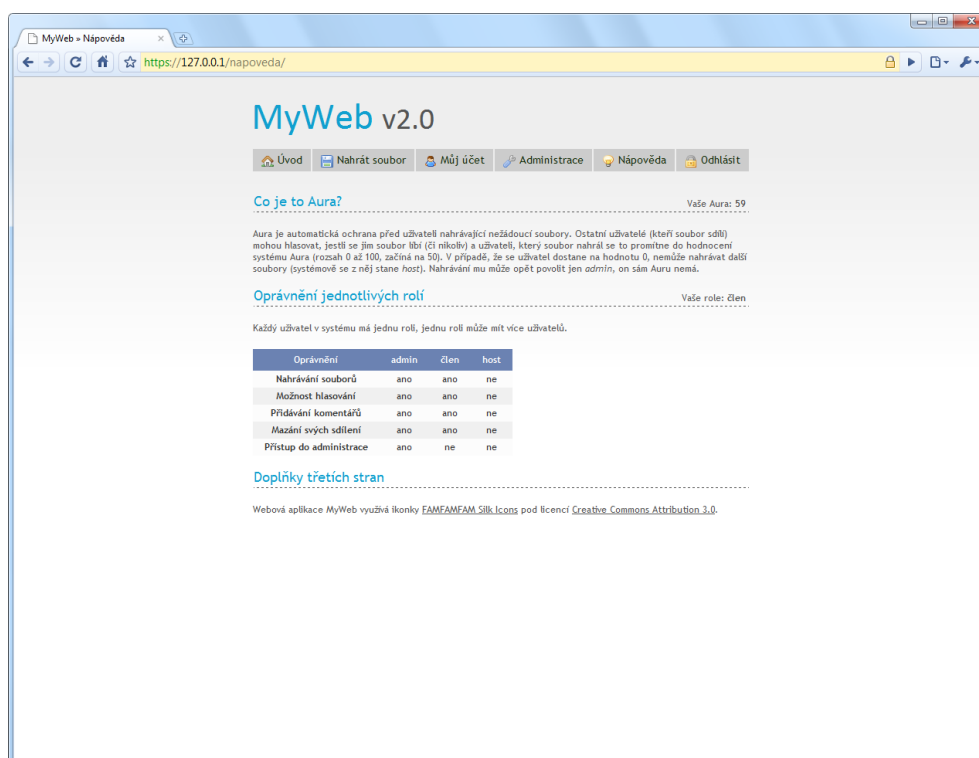 MyWeb » Nápověda
https://127.0.0.1/napoveda/
MyWeb v2.0
Úvod Nahrát soubor Můj účet Administrace Nápověda Odhlásit
Co je to Aura? Vaše Aura: 59
Aura je automatická ochrana před uživateli nahrávající nežádoucí soubory. Ostatní uživatelé (kteří soubor sdílí)
mohou hlasovat, jestli se jim soubor líbí (či nikoliv) a uživateli, který soubor nahrál se to promítne do hodnocení
systému Aura (rozsah 0 až 100, začíná na 50). V případě, že se uživatel dostane na hodnotu 0, nemůže nahrávat další
soubory (systémově se z něj stane host). Nahrávání mu může opět povolit jen admin, on sám Auru nemá.
Oprávnění jednotlivých rolí Vaše role: člen
Každý uživatel v systému má jednu roli, jednu roli může mít více uživatelů.
Oprávnění admin člen host
Nahrávání souborů ano ano ne
Možnost hlasování ano ano ne
Přidávání komentářů ano ano ne
Mazání svých sdílení ano ano ne
Přístup do administrace ano ne ne
Doplňky třetích stran
Webová aplikace MyWeb využívá ikonky FAMFAMFAM Silk Icons pod licencí Creative Commons Attribution 3.0.